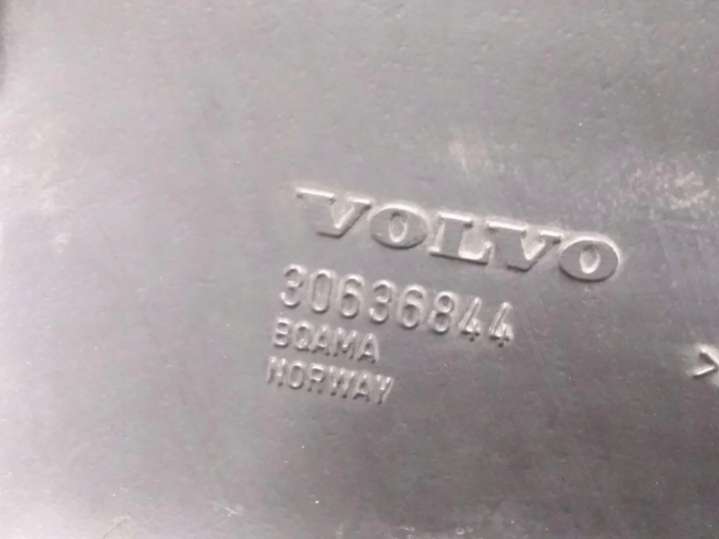 VOLVO
30636844
BQAMA
NORWAY
>